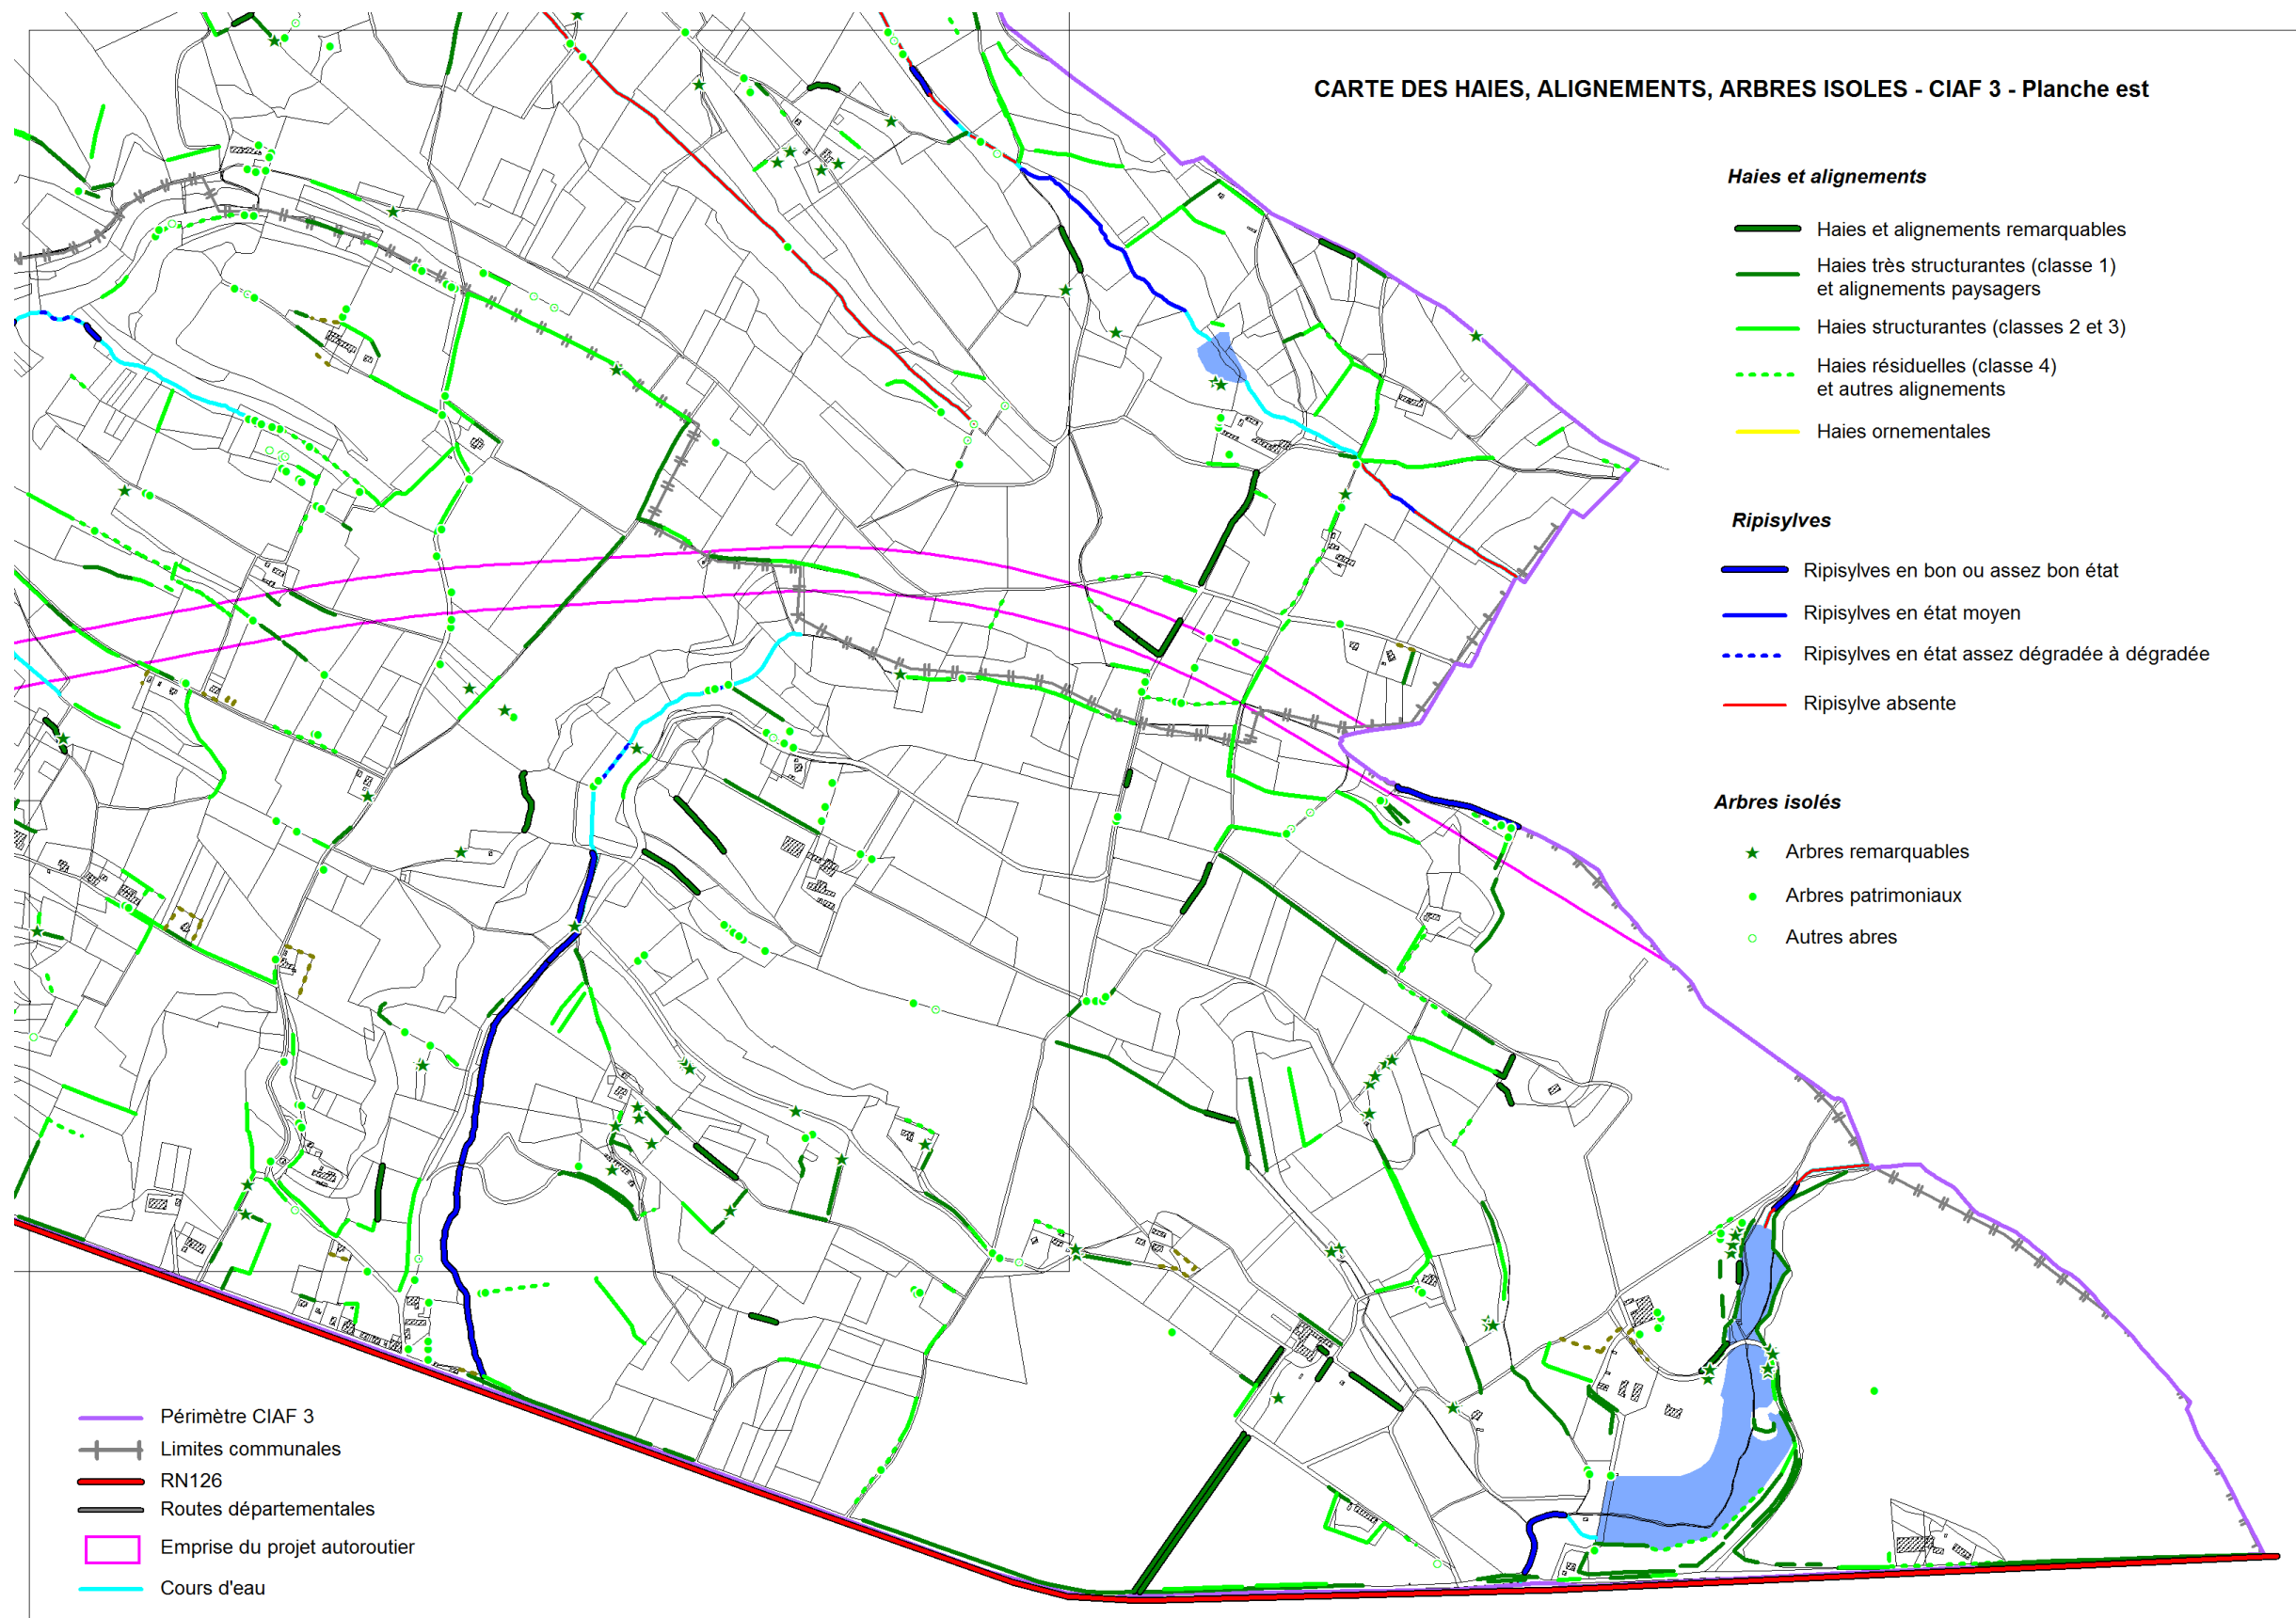 CARTE DES HAIES, ALIGNEMENTS, ARBRES ISOLES - CIAF 3 - Planche est
Haies et alignements
Haies et alignements remarquables
Haies très structurantes (classe 1)
et alignements paysagers
Haies structurantes (classes 2 et 3)
Haies résiduelles (classe 4)
et autres alignements
Haies ornementales
Ripisylves
Ripisylves en bon ou assez bon état
Ripisylves en état moyen
Ripisylves en état assez dégradée à dégradée
Ripisylve absente
Arbres isolés
Arbres remarquables
Arbres patrimoniaux
Autres abres
Périmètre CIAF 3
Limites communales
RN126
Routes départementales
Emprise du projet autoroutier
Cours d'eau